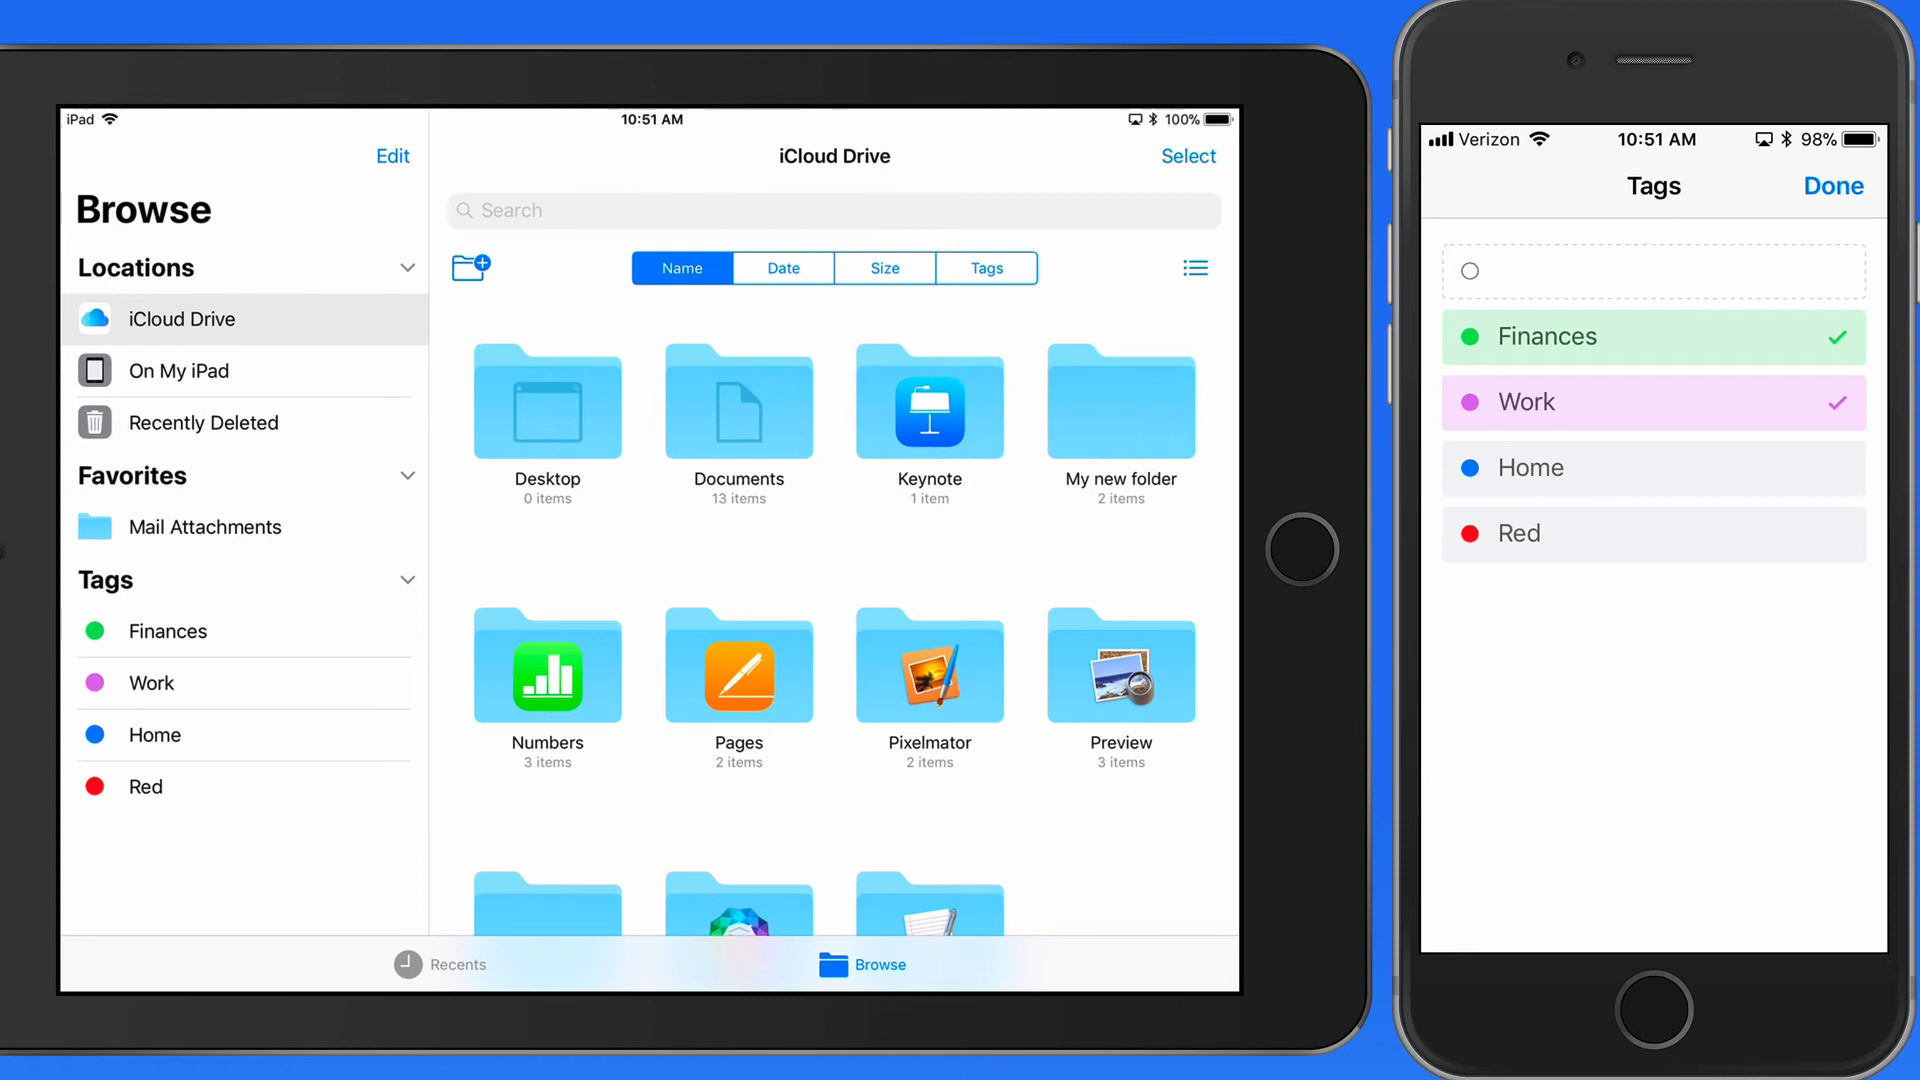 iPad
10:51 AM
100%
Edit
iCloud Drive
Select
Browse
Search
Locations
Name
Date
Size
Tags
iCloud Drive
On My iPad
Recently Deleted
Desktop
0 items
Documents
13 items
Keynote
1 item
My new folder
2 items
Favorites
Mail Attachments
Tags
Finances
Work
Home
Red
Numbers
3 items
Pages
2 items
Pixelmator
2 items
Preview
3 items
Recents
Browse
Verizon
10:51 AM
98%
Tags
Done
Finances
Work
Home
Red